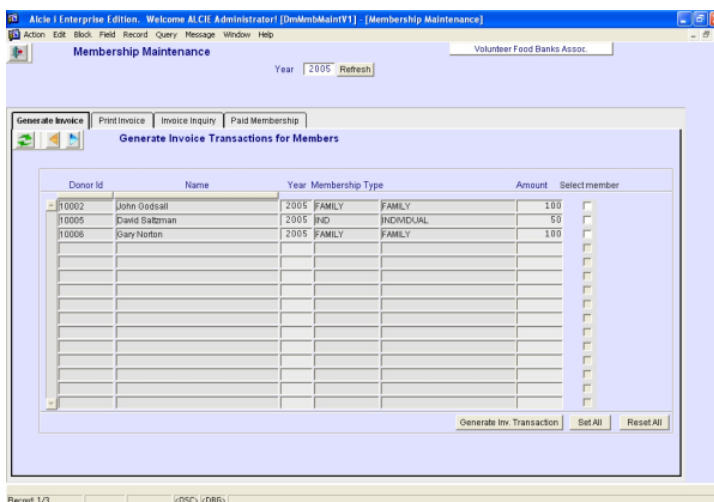 Alcie i Enterprise Edition. Welcome ALCIE Administrator! [DmMmbMaintV1] - [Membership Maintenance]
Action Edit Block Field Record Query Message Window Help
Membership Maintenance Volunteer Food Banks Assoc.
Year 2005 Refresh
Generate Invoice Print Invoice Invoice Inquiry Paid Membership
Generate Invoice Transactions for Members
Donor Id Name Year Membership Type Amount Select member
10002 John Godsall 2005 FAMILY FAMILY 100
10005 David Saltzman 2005 IND INDIVIDUAL 50
10006 Gary Norton 2005 FAMILY FAMILY 100
Generate Inv. Transaction Set All Reset All
Record: 1/3 <OSC> <DBG>